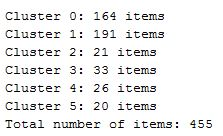 Cluster 0: 164 items
Cluster 1: 191 items
Cluster 2: 21 items
Cluster 3: 33 items
Cluster 4: 26 items
Cluster 5: 20 items
Total number of items: 455